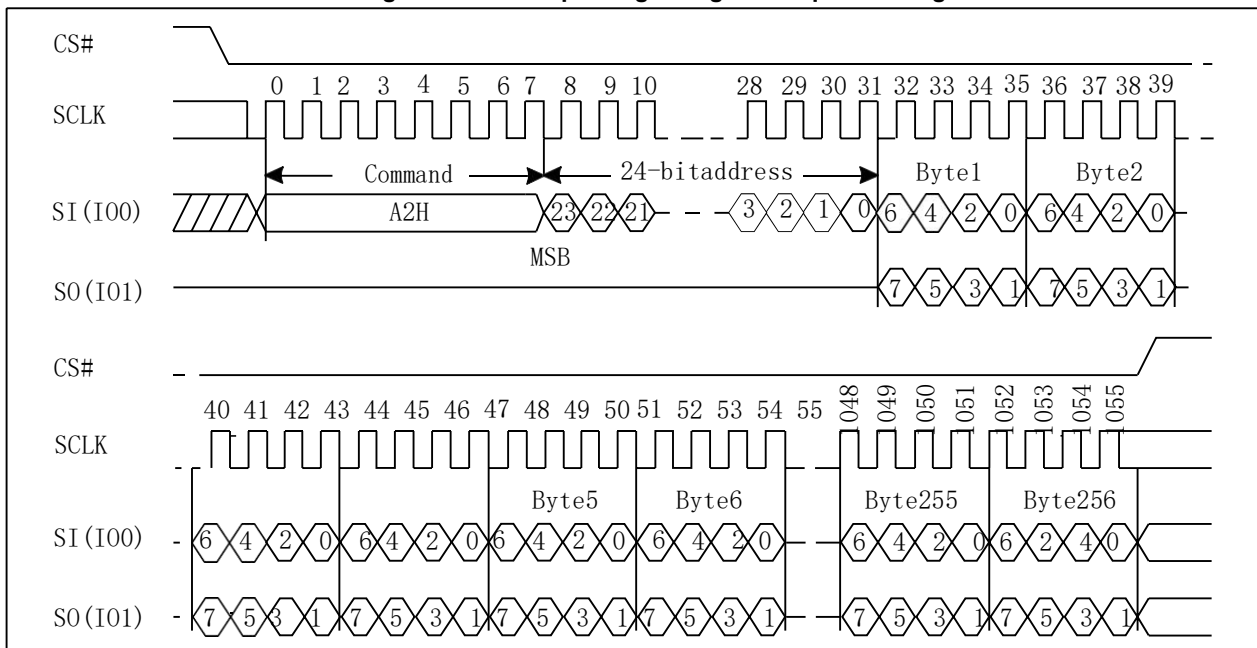 CS#
0 1 2 3 4 5 6 7 8 9 10 28 29 30 31 32 33 34 35 36 37 38 39
SCLK
Command 24-bitaddress Byte1 Byte2
SI(IO0) A2H 23 22 21 3 2 1 0 6 4 2 0 6 4 2 0
MSB
SO(IO1) 7 5 3 1 7 5 3 1
CS#
40 41 42 43 44 45 46 47 48 49 50 51 52 53 54 55 1048 1049 1050 1051 1052 1053 1054 1055
SCLK
Byte5 Byte6 Byte255 Byte256
SI(IO0) 6 4 2 0 6 4 2 0 6 4 2 0 6 4 2 0 6 4 2 0 6 2 4 0
SO(IO1) 7 5 3 1 7 5 3 1 7 5 3 1 7 5 3 1 7 5 3 1 7 5 3 1